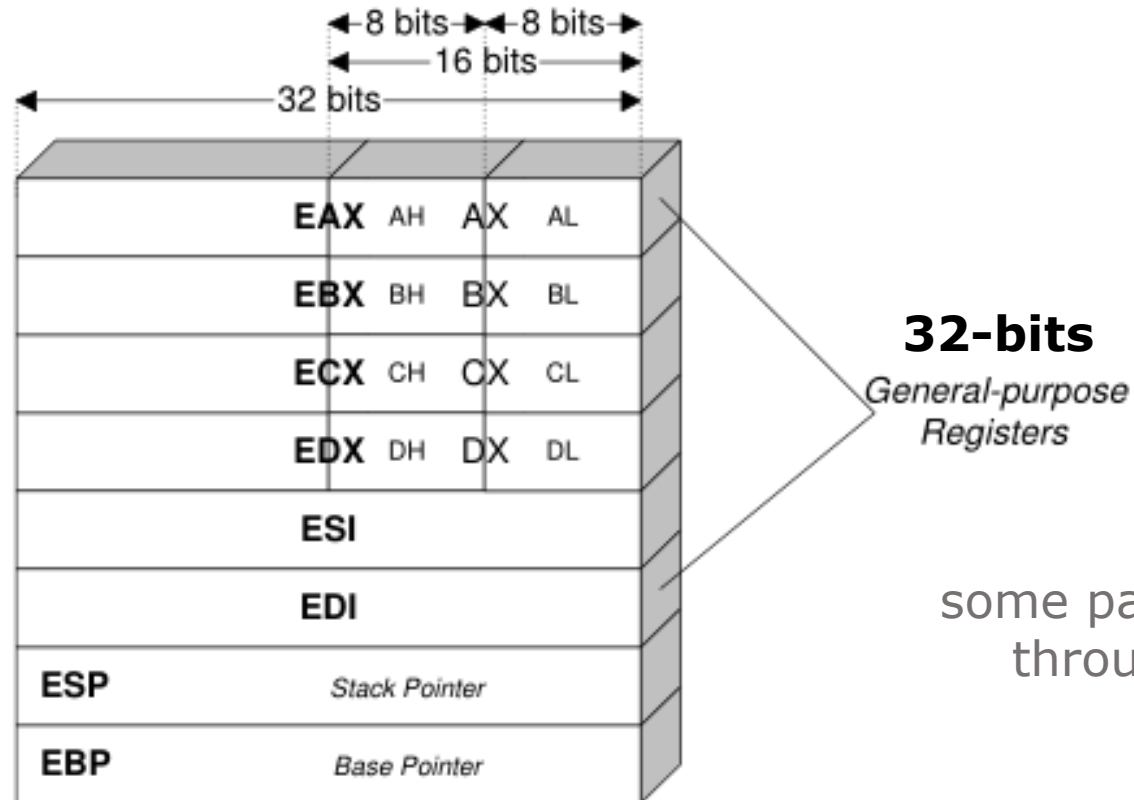 8 bits 8 bits
16 bits
32 bits
EAX AH AX AL
EBX BH BX BL
ECX CH CX CL
EDX DH DX DL
ESI
EDI
ESP Stack Pointer
EBP Base Pointer
32-bits
General-purpose
Registers
some pa
throu